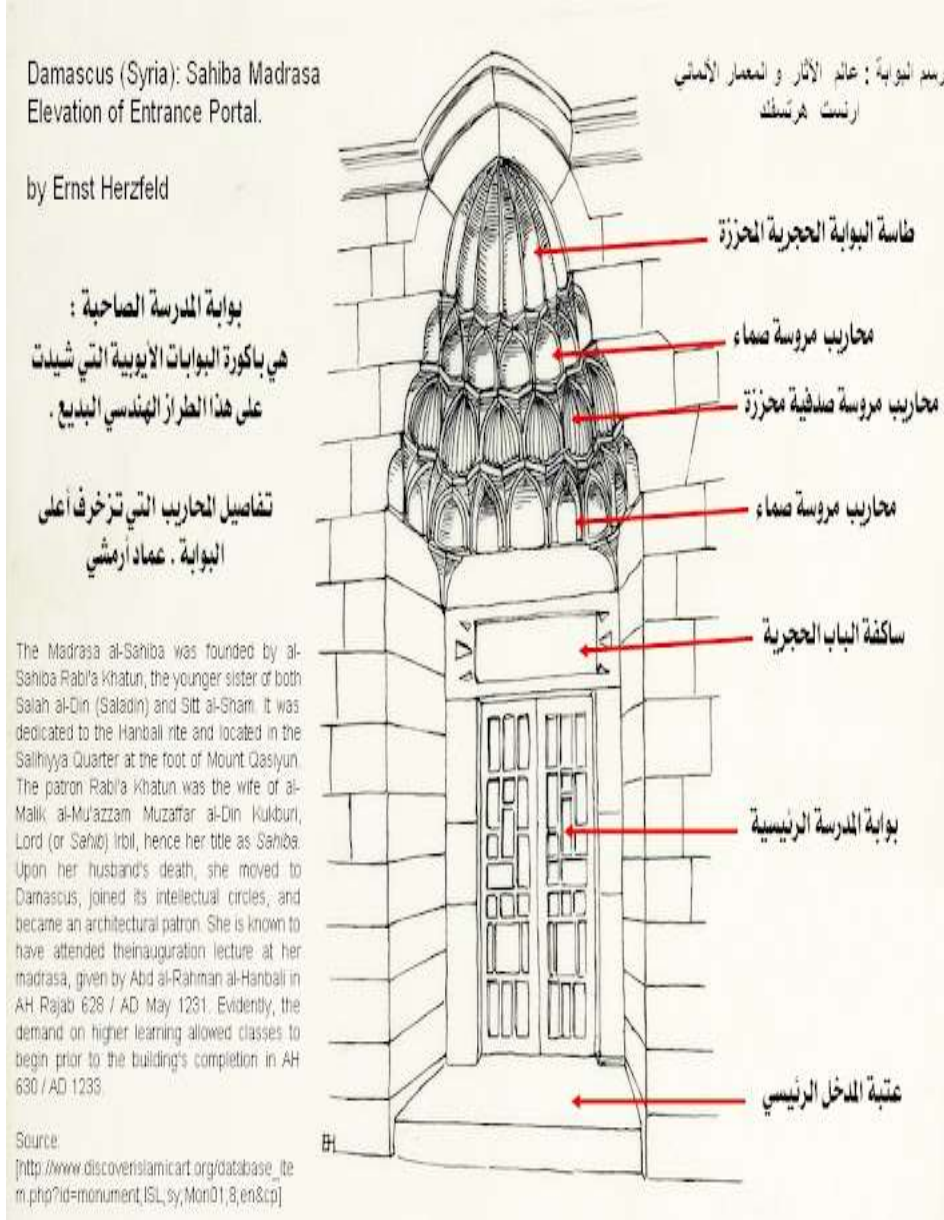 Damascus (Syria): Sahiba Madrasa
Elevation of Entrance Portal.
by Ernst Herzfeld
رسم البوابة : عالم الآثار و المعمار الألماني
ارنست هرتسفلد
بوابة المدرسة الصاحبة :
هي باكورة البوابات الأيوبية التي شيدت
على هذا الطراز الهندسي البديع .
تفاصيل المحاريب التي تزخرف أعلى
البوابة . عماد أرمشي
طاسة البوابة الحجرية المحززة
محاريب مروسة صماء
محاريب مروسة صدفية محززة
محاريب مروسة صماء
ساكفة الباب الحجرية
بوابة المدرسة الرئيسية
عتبة المدخل الرئيسي
The Madrasa al-Sahiba was founded by al-
Sahiba Rabi'a Khatun, the younger sister of both
Salah al-Din (Saladin) and Sitt al-Sham. It was
dedicated to the Hanbali rite and located in the
Salihiyya Quarter at the foot of Mount Qasiyun.
The patron Rabi'a Khatun was the wife of al-
Malik al-Mu'azzam Muzaffar al-Din Kukburi,
Lord (or Sahib) Irbil, hence her title as Sahiba.
Upon her husband's death, she moved to
Damascus, joined its intellectual circles, and
became an architectural patron. She is known to
have attended theinauguration lecture at her
madrasa, given by Abd al-Rahman al-Hanbali in
AH Rajab 628 / AD May 1231. Evidently, the
demand on higher learning allowed classes to
begin prior to the building's completion in AH
630 / AD 1233.
Source:
[http://www.discoverislamicart.org/database_ite
m.php?id=monument;ISL;sy;Mon01;8;en&cp]
EH